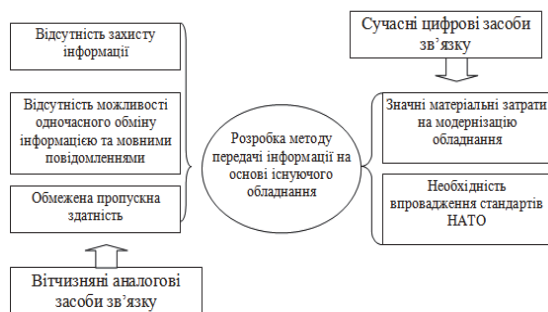 Відсутність захисту
інформації
Відсутність можливості
одночасного обміну
інформацією та мовними
повідомленнями
Обмежена пропускна
здатність
Вітчизняні аналогові
засоби зв’язку
Розробка методу
передачі інформації на
основі існуючого
обладнання
Сучасні цифрові засоби
зв’язку
Значні матеріальні затрати
на модернізацію
обладнання
Необхідність
впровадження стандартів
НАТО